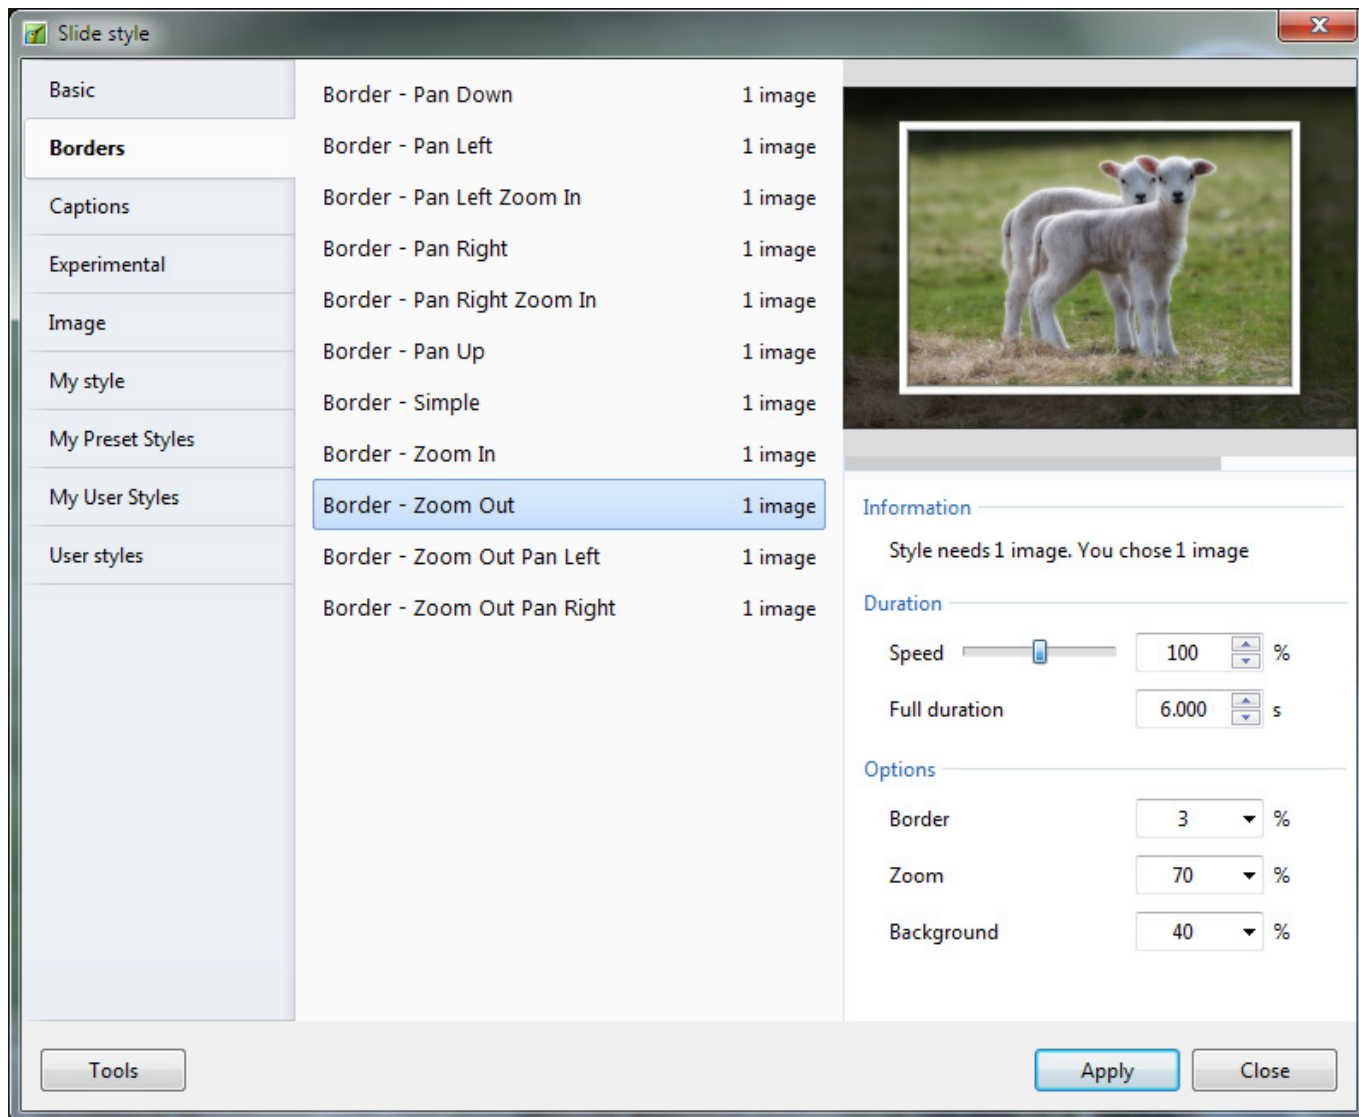 Slide style
Basic
Borders
Captions
Experimental
Image
My style
My Preset Styles
My User Styles
User styles
Border - Pan Down 1 image
Border - Pan Left 1 image
Border - Pan Left Zoom In 1 image
Border - Pan Right 1 image
Border - Pan Right Zoom In 1 image
Border - Pan Up 1 image
Border - Simple 1 image
Border - Zoom In 1 image
Border - Zoom Out 1 image
Border - Zoom Out Pan Left 1 image
Border - Zoom Out Pan Right 1 image
Information
Style needs 1 image. You chose 1 image
Duration
Speed 100 %
Full duration 6.000 s
Options
Border 3 %
Zoom 70 %
Background 40 %
Tools
Apply
Close